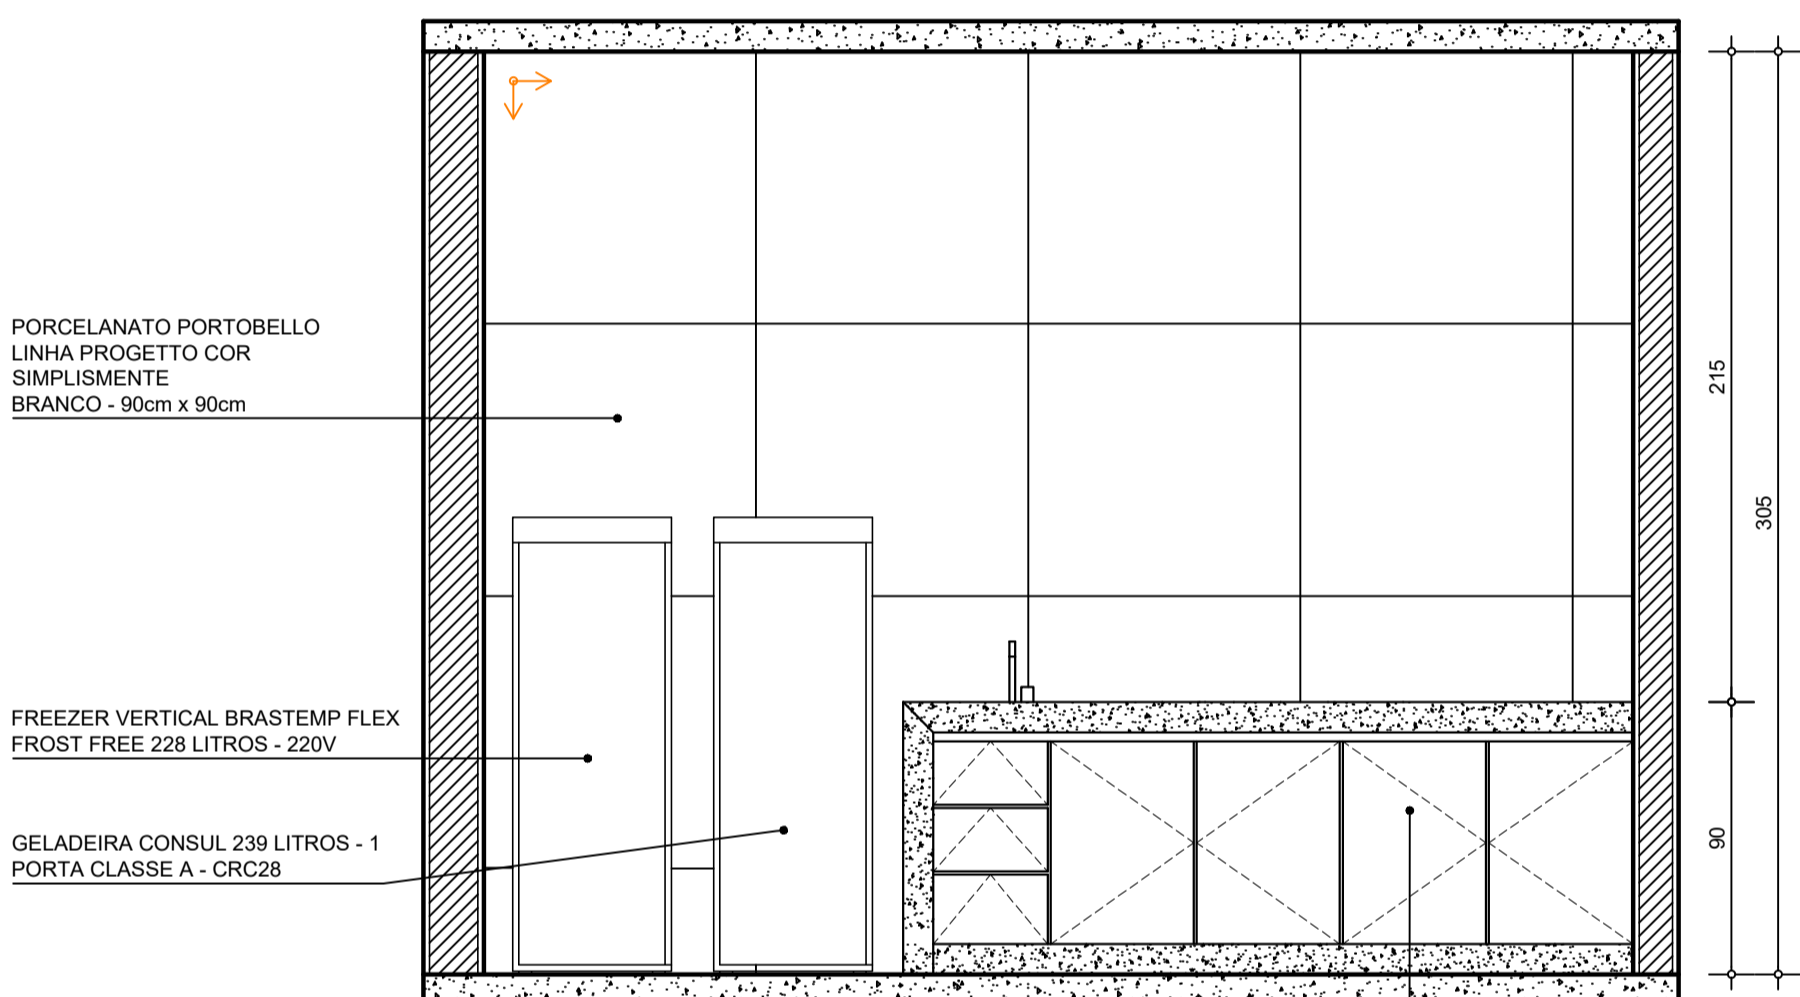 PORCELANATO PORTOBELLO
LINHA PROGETTO COR
SIMPLISMENTE
BRANCO - 90cm x 90cm
215
305
FREEZER VERTICAL BRASTEMP FLEX
FROST FREE 228 LITROS - 220V
GELADEIRA CONSUL 239 LITROS - 1
PORTA CLASSE A - CRC28
90